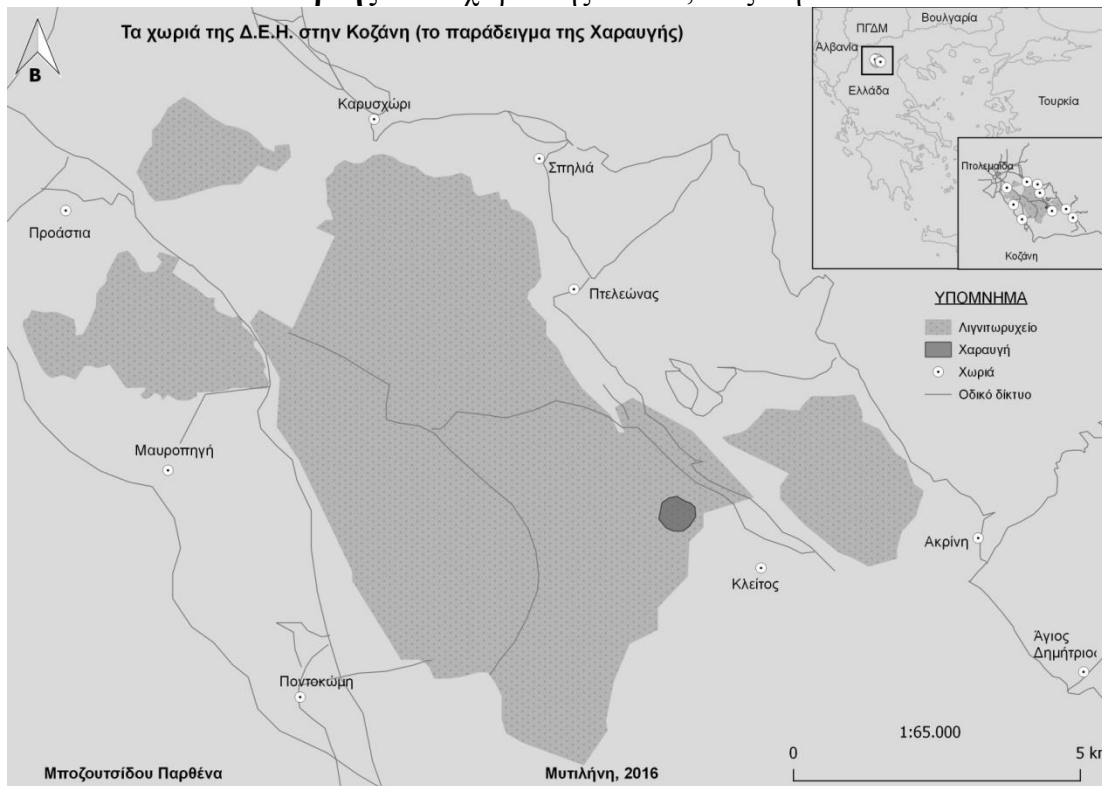 Τα χωριά της Δ.Ε.Η. στην Κοζάνη (το παράδειγμα της Χαραυγής)
Β
ΠΓΔΜ
Βουλγαρία
Αλβανία
Ελλάδα
Τουρκία
Πτολεμαΐδα
Κοζάνη
Καρυσχώρι
Σπηλιά
Προάστια
Πτελεώνας
ΥΠΟΜΝΗΜΑ
Λιγνιτωρυχείο
Χαραυγή
Χωριά
Οδικό δίκτυο
Μαυροπηγή
Ακρίνη
Κλείτος
Άγιος
Δημήτριος
Ποντοκώμη
1:65.000
0
5 km
Μποζουτσίδου Παρθένα
Μυτιλήνη, 2016